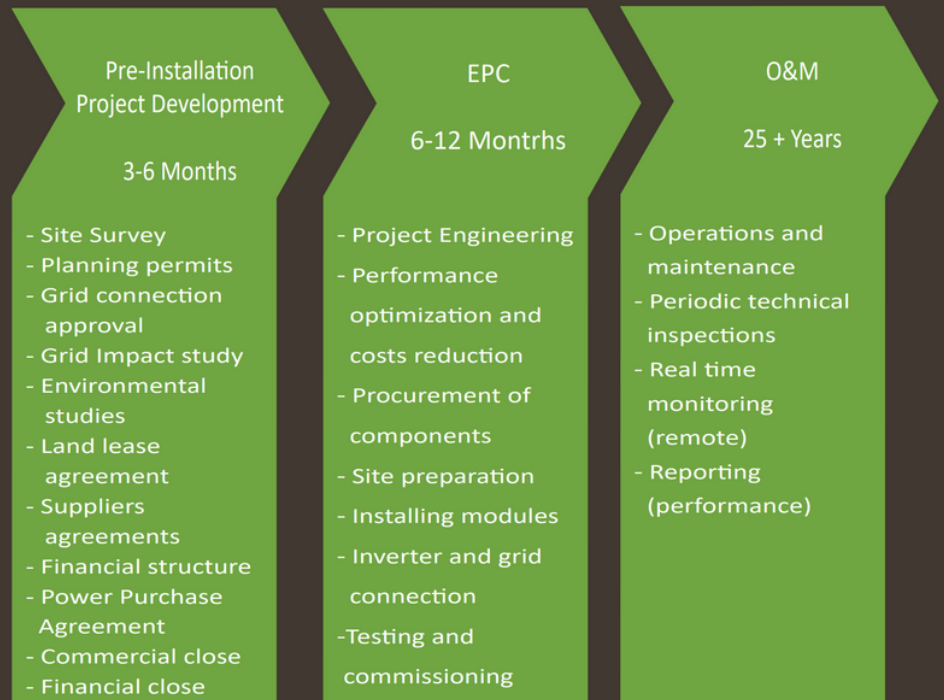 Pre-Installation
Project Development
3-6 Months
- Site Survey
- Planning permits
- Grid connection
approval
- Grid Impact study
- Environmental
studies
- Land lease
agreement
- Suppliers
agreements
- Financial structure
- Power Purchase
Agreement
- Commercial close
- Financial close
EPC
6-12 Montrhs
- Project Engineering
- Performance
optimization and
costs reduction
- Procurement of
components
- Site preparation
- Installing modules
- Inverter and grid
connection
-Testing and
commissioning
O&M
25 + Years
- Operations and
maintenance
- Periodic technical
inspections
- Real time
monitoring
(remote)
- Reporting
(performance)